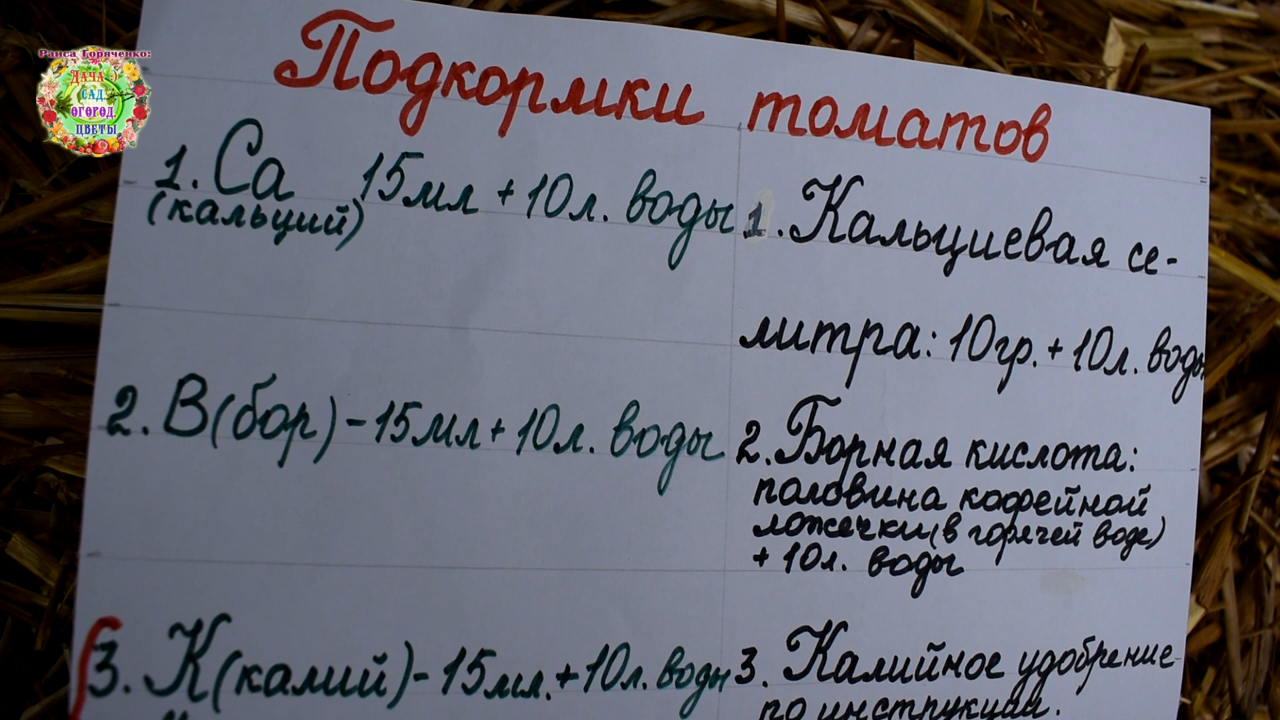 Раиса Горяченко:
ДАЧА
САД,
ОГОРОД,
ЦВЕТЫ
Подкормки томатов
1. Ca 15мл + 10л. воды
(кальций)
2. В(бор) - 15мл + 10л. воды
3. К(калий) - 15мл. + 10л. воды
1. Кальциевая се-
литра: 10гр. + 10л. воды
2. Борная кислота:
половина кофейной
ложечки (в горячей воде)
+ 10л. воды
3. Калийное удобрение
по инструкции.